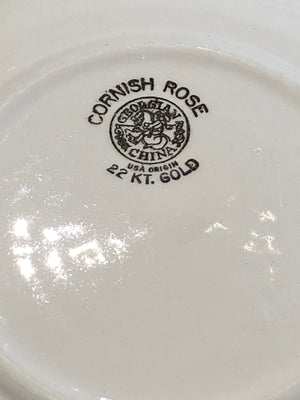 CORNISH ROSE
GEORGIAN
CHINA
USA ORIGIN
22 KT. GOLD